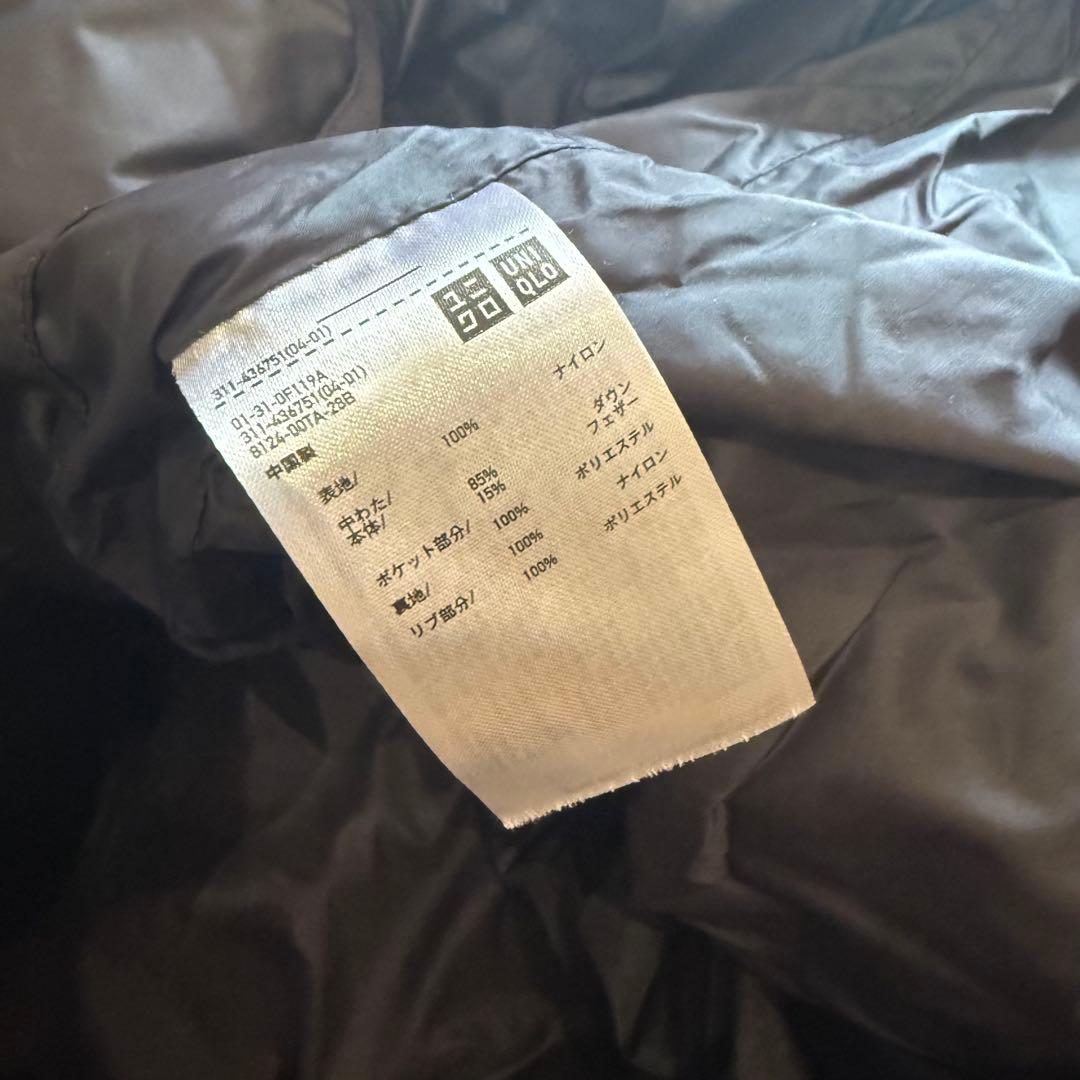 ユニ
クロ
UNI
QLO
311-436751(04-01)
01-31-0F119A
311-436751(04-01)
8124-00TA-28B
中国製
表地/ 100% ナイロン
中わた/
本体/ 85% ダウン
15% フェザー
ポケット部分/ 100% ポリエステル
裏地/ 100% ナイロン
リブ部分/ 100% ポリエステル